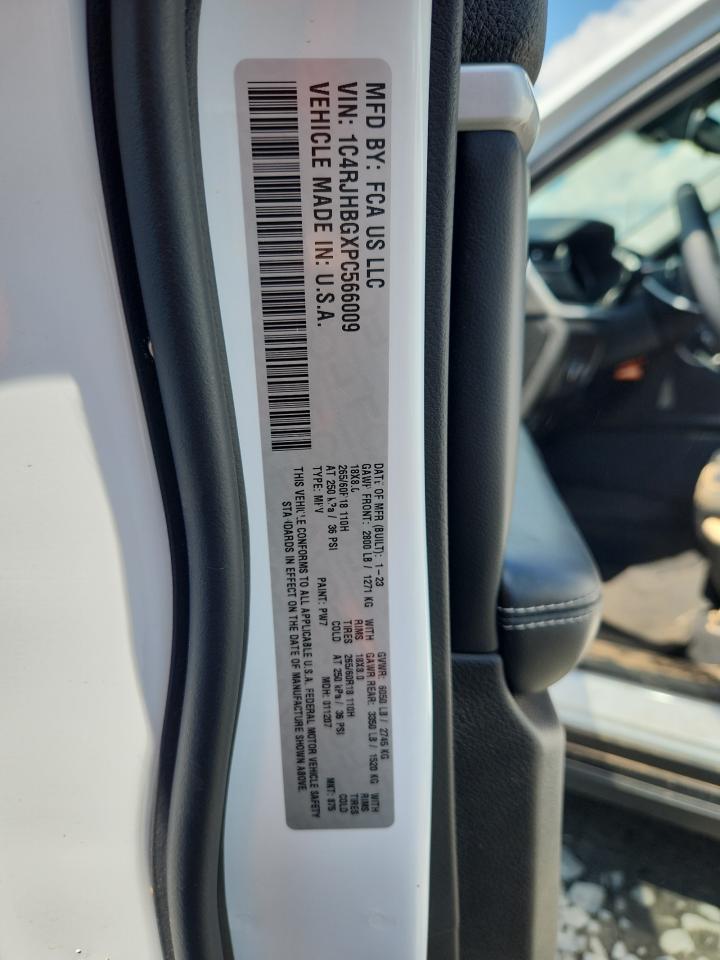 MFD BY: FCA US LLC
VIN: 1C4RJHBGXPC566009
VEHICLE MADE IN: U.S.A.
DATE OF MFR (BUILT): 1-23 GVWR: 6050 LB / 2745 KG
GAWR FRONT: 2800 LB / 1271 KG WITH GAWR REAR: 3350 LB / 1520 KG WITH
18X8.0 RIMS 18X8.0 RIMS
265/60R18 110H TIRES 265/60R18 110H TIRES
AT 250 kPa / 36 PSI COLD AT 250 kPa / 36 PSI COLD
TYPE: MPV PAINT: PW7 MDH: 011207 MKT: 875
THIS VEHICLE CONFORMS TO ALL APPLICABLE U.S.A. FEDERAL MOTOR VEHICLE SAFETY
STANDARDS IN EFFECT ON THE DATE OF MANUFACTURE SHOWN ABOVE.